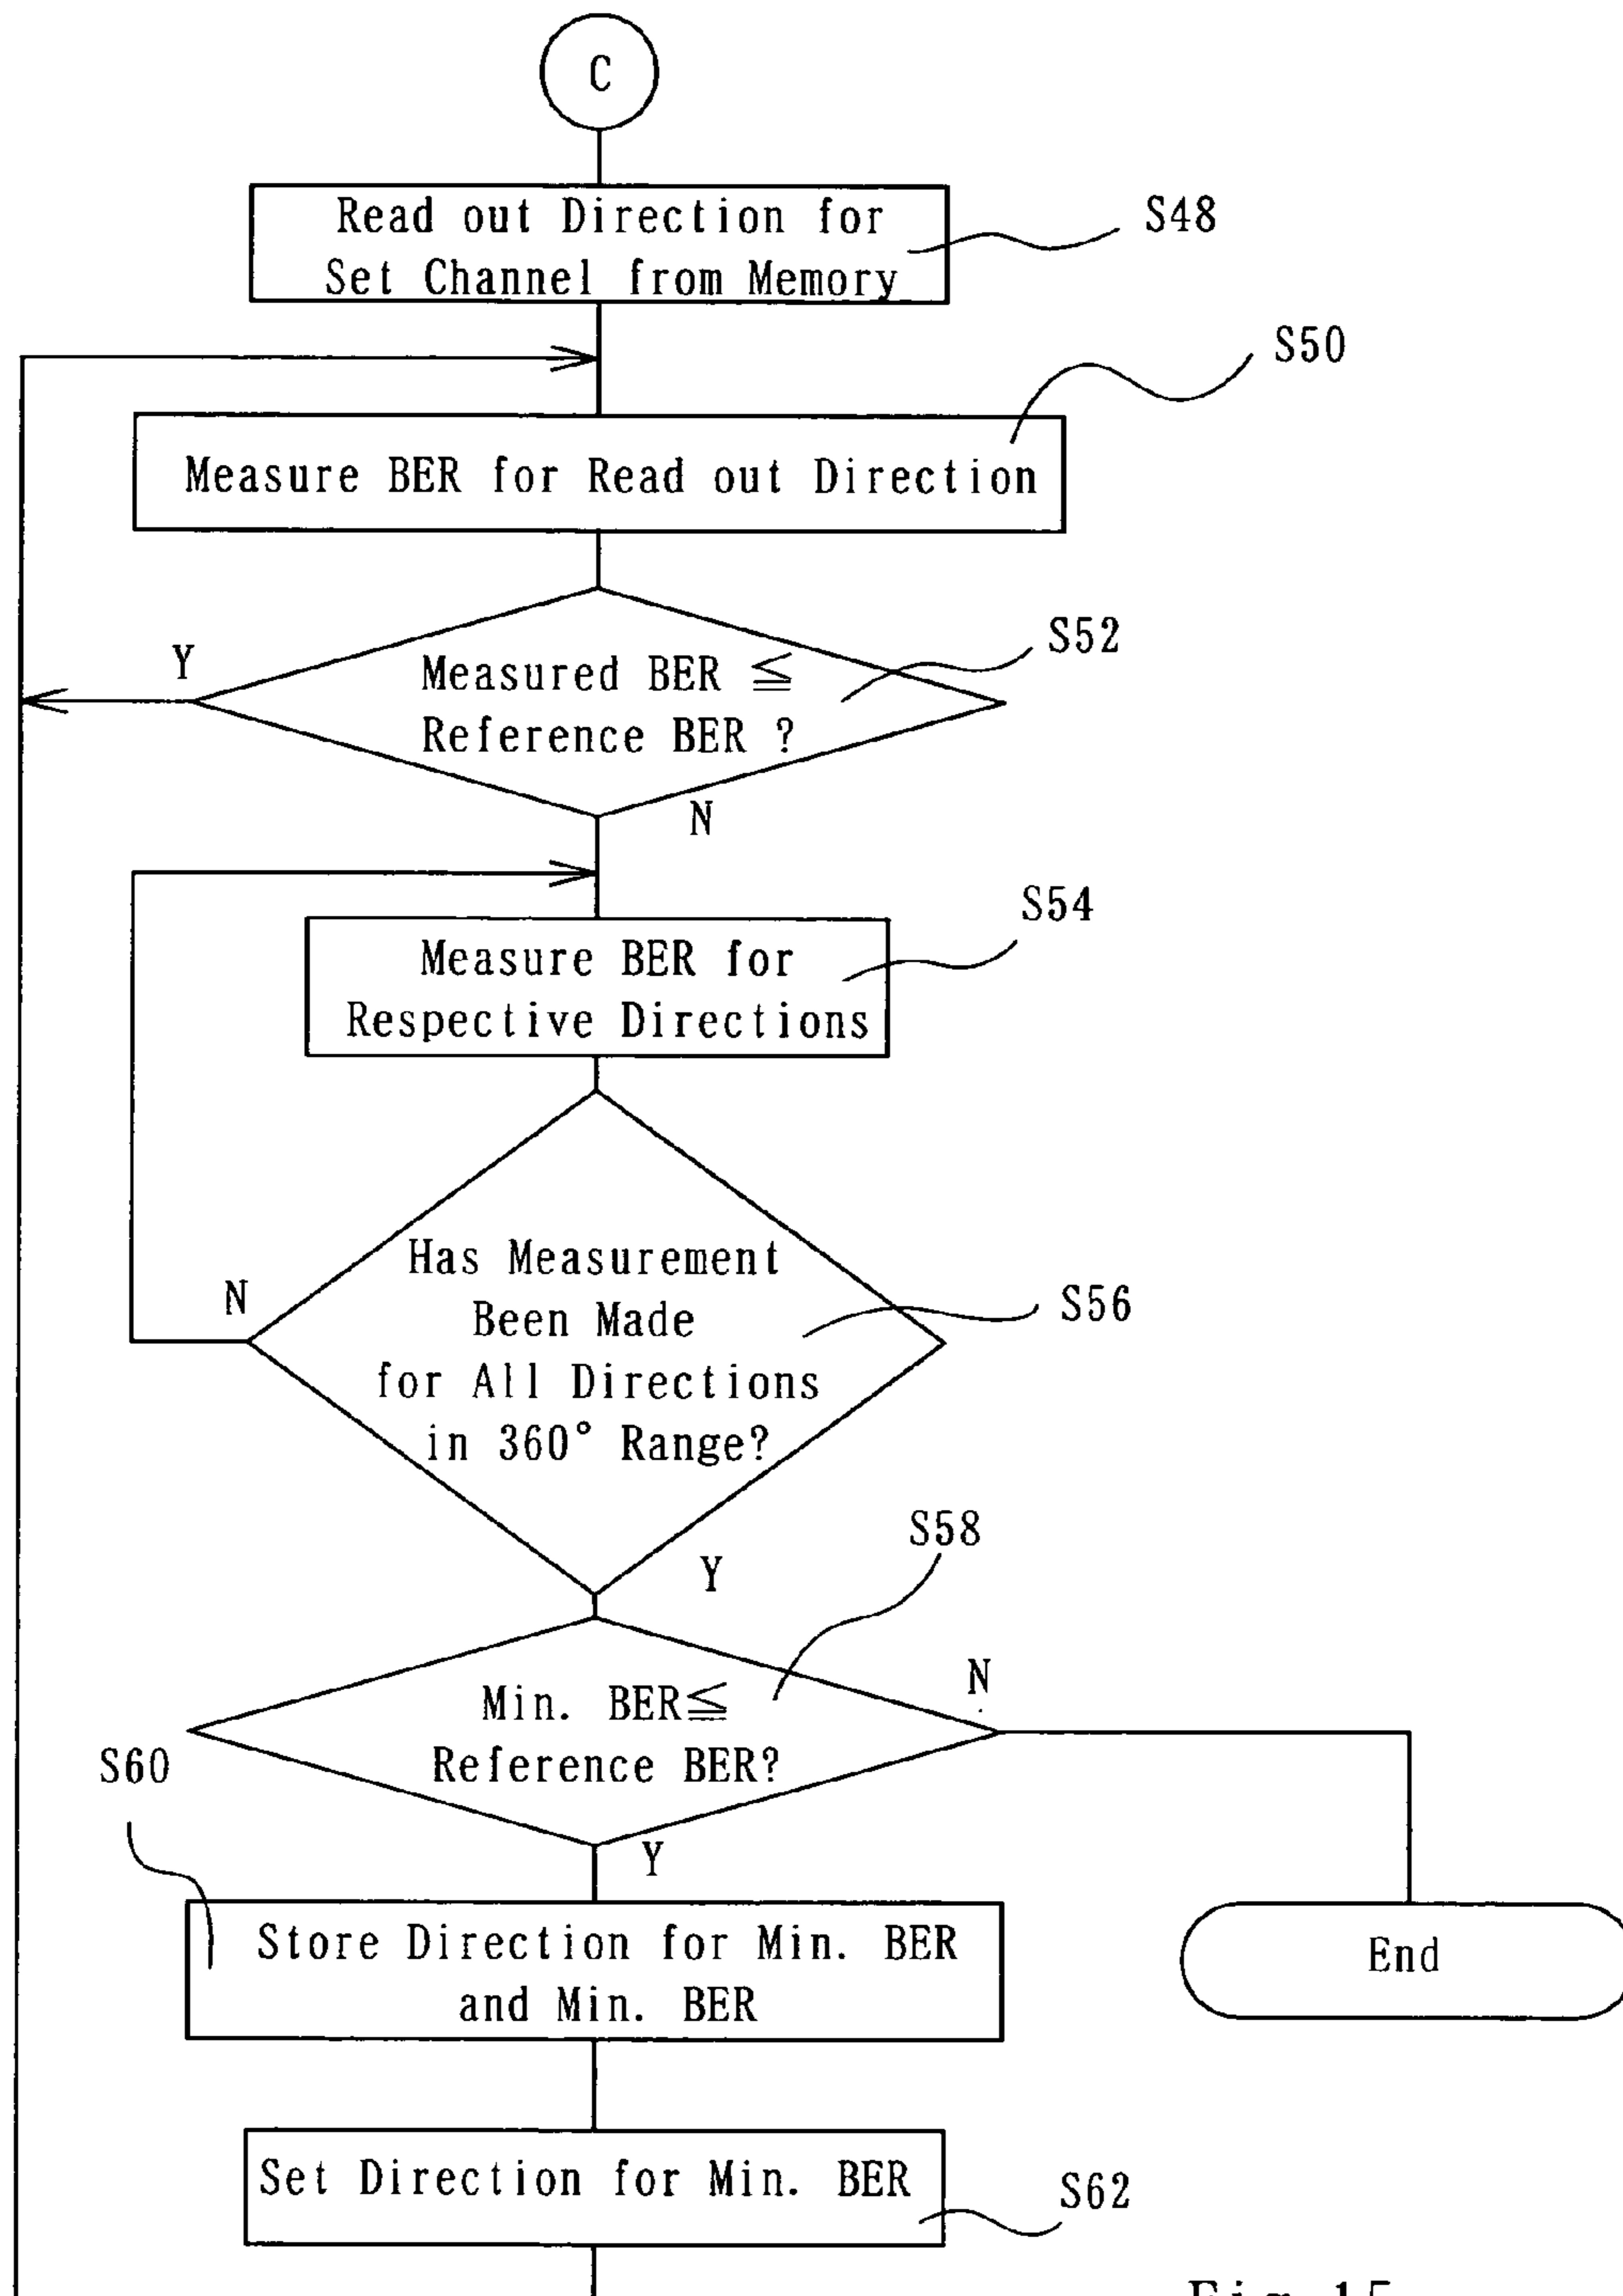 C
Read out Direction for
Set Channel from Memory
S48
S50
Measure BER for Read out Direction
S52
Y
Measured BER ≦
Reference BER ?
N
S54
Measure BER for
Respective Directions
N
Has Measurement
Been Made
for All Directions
in 360° Range?
S56
S58
Y
N
Min. BER≦
Reference BER?
S60
Y
Store Direction for Min. BER
and Min. BER
End
Set Direction for Min. BER
S62